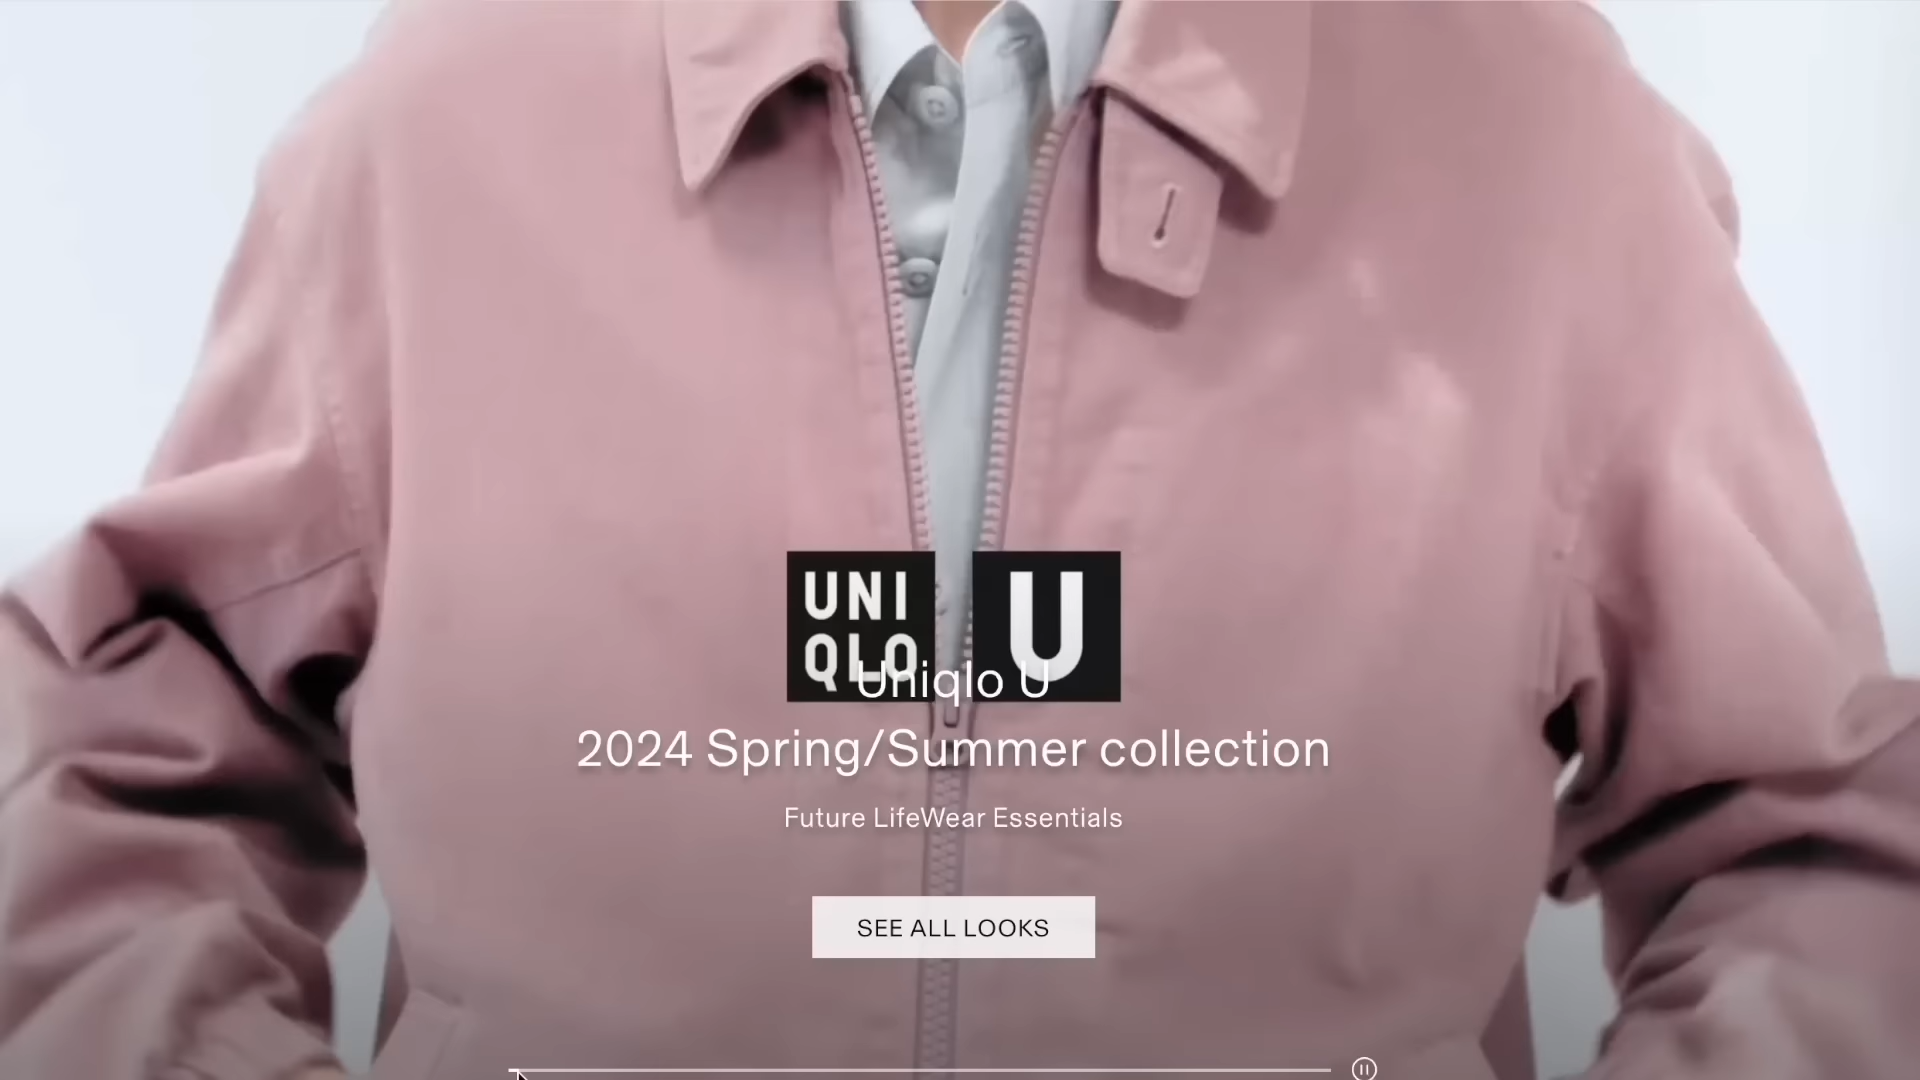 UNI
QLO
U
Uniqlo U
2024 Spring/Summer collection
Future LifeWear Essentials
SEE ALL LOOKS